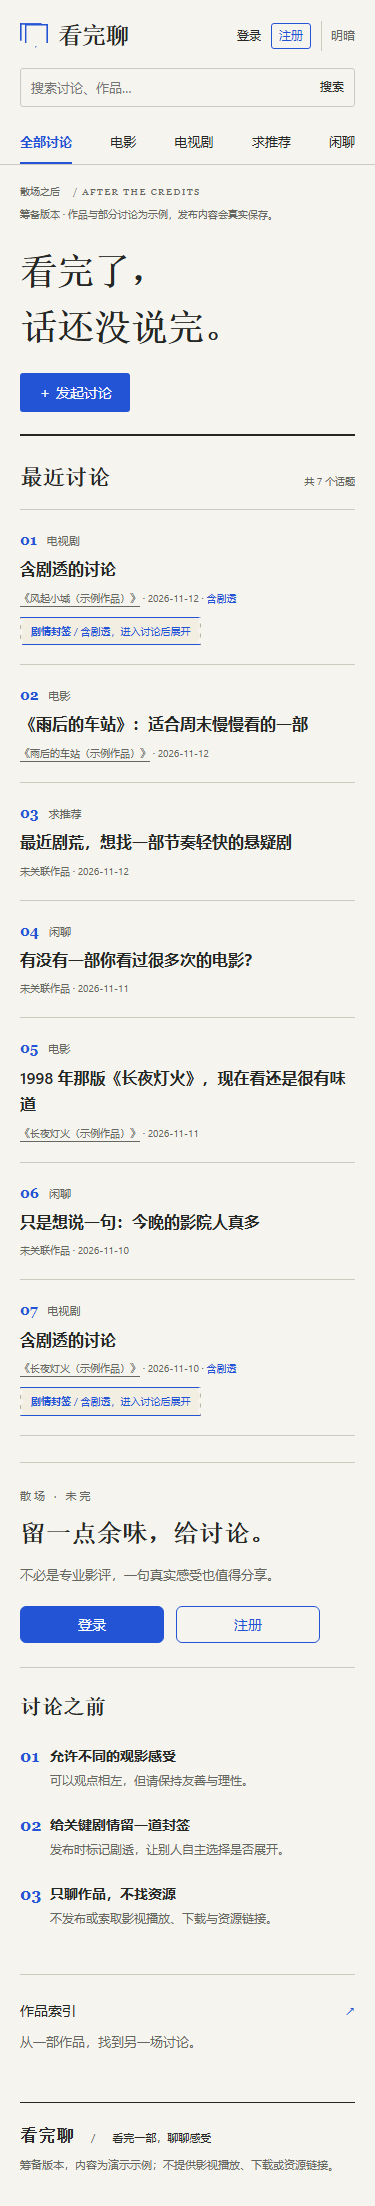 看完聊
登录 注册 明暗
搜索讨论、作品... 搜索
全部讨论 电影 电视剧 求推荐 闲聊
散场之后 / AFTER THE CREDITS
筹备版本 · 作品与部分讨论为示例，发布内容会真实保存。
看完了，
话还没说完。
+ 发起讨论
最近讨论 共 7 个话题
01 电视剧
含剧透的讨论
《风起小城（示例作品）》 · 2026-11-12 · 含剧透
剧情封签 / 含剧透，进入讨论后展开
02 电影
《雨后的车站》：适合周末慢慢看的一部
《雨后的车站（示例作品）》 · 2026-11-12
03 求推荐
最近剧荒，想找一部节奏轻快的悬疑剧
未关联作品 · 2026-11-12
04 闲聊
有没有一部你看过很多次的电影？
未关联作品 · 2026-11-11
05 电影
1998 年那版《长夜灯火》，现在看还是很有味
道
《长夜灯火（示例作品）》 · 2026-11-11
06 闲聊
只是想说一句：今晚的影院人真多
未关联作品 · 2026-11-10
07 电视剧
含剧透的讨论
《长夜灯火（示例作品）》 · 2026-11-10 · 含剧透
剧情封签 / 含剧透，进入讨论后展开
散场 · 未完
留一点余味，给讨论。
不必是专业影评，一句真实感受也值得分享。
登录 注册
讨论之前
01 允许不同的观影感受
可以观点相左，但请保持友善与理性。
02 给关键剧情留一道封签
发布时标记剧透，让别人自主选择是否展开。
03 只聊作品，不找资源
不发布或索取影视播放、下载与资源链接。
作品索引 ↗
从一部作品，找到另一场讨论。
看完聊 / 看完一部，聊聊感受
筹备版本，内容为演示示例；不提供影视播放、下载或资源链接。